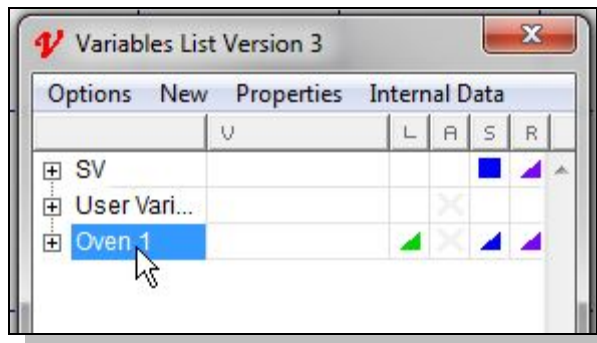 Variables List Version 3
Options New Properties Internal Data
V L A S R
SV
User Vari...
Oven 1